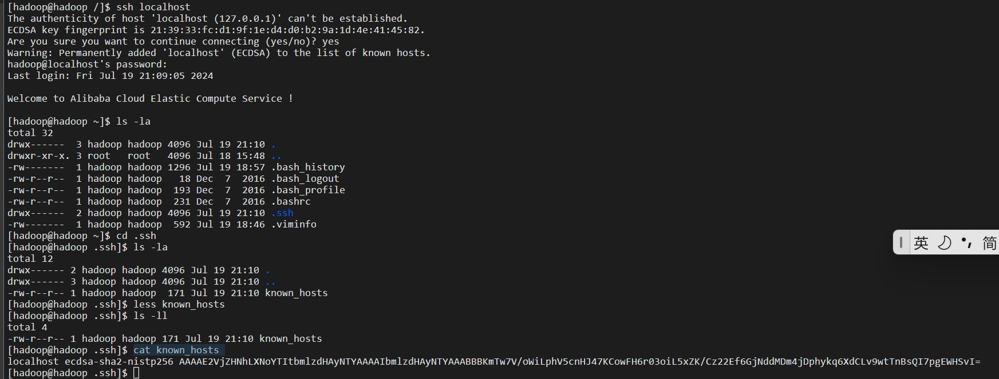 [hadoop@hadoop /]$ ssh localhost
The authenticity of host 'localhost (127.0.0.1)' can't be established.
ECDSA key fingerprint is 21:39:33:fc:d1:9f:1e:d4:d0:b2:9a:1d:4e:41:45:82.
Are you sure you want to continue connecting (yes/no)? yes
Warning: Permanently added 'localhost' (ECDSA) to the list of known hosts.
hadoop@localhost's password:
Last login: Fri Jul 19 21:09:05 2024
Welcome to Alibaba Cloud Elastic Compute Service !
[hadoop@hadoop ~]$ ls -la
total 32
drwx------  3 hadoop hadoop 4096 Jul 19 21:10 .
drwxr-xr-x. 3 root   root   4096 Jul 18 15:48 ..
-rw-------  1 hadoop hadoop 1296 Jul 19 18:57 .bash_history
-rw-r--r--  1 hadoop hadoop   18 Dec  7  2016 .bash_logout
-rw-r--r--  1 hadoop hadoop  193 Dec  7  2016 .bash_profile
-rw-r--r--  1 hadoop hadoop  231 Dec  7  2016 .bashrc
drwx------  2 hadoop hadoop 4096 Jul 19 21:10 .ssh
-rw-------  1 hadoop hadoop  592 Jul 19 18:46 .viminfo
[hadoop@hadoop ~]$ cd .ssh
[hadoop@hadoop .ssh]$ ls -la
total 12
drwx------ 2 hadoop hadoop 4096 Jul 19 21:10 .
drwx------ 3 hadoop hadoop 4096 Jul 19 21:10 ..
-rw-r--r-- 1 hadoop hadoop  171 Jul 19 21:10 known_hosts
[hadoop@hadoop .ssh]$ less known_hosts
[hadoop@hadoop .ssh]$ ls -ll
total 4
-rw-r--r-- 1 hadoop hadoop 171 Jul 19 21:10 known_hosts
[hadoop@hadoop .ssh]$ cat known_hosts
localhost ecdsa-sha2-nistp256 AAAAE2VjZHNhLXNoYTItbmlzdHAyNTYAAAAIbmlzdHAyNTYAAABBBKmTw7V/oWiLphV5cnHJ47KCowFH6r03oiL5xZK/Cz22Ef6GjNddMDm4jDphykq6XdCLv9wtTnBsQI7pgEWHSvI=
[hadoop@hadoop .ssh]$
英 简